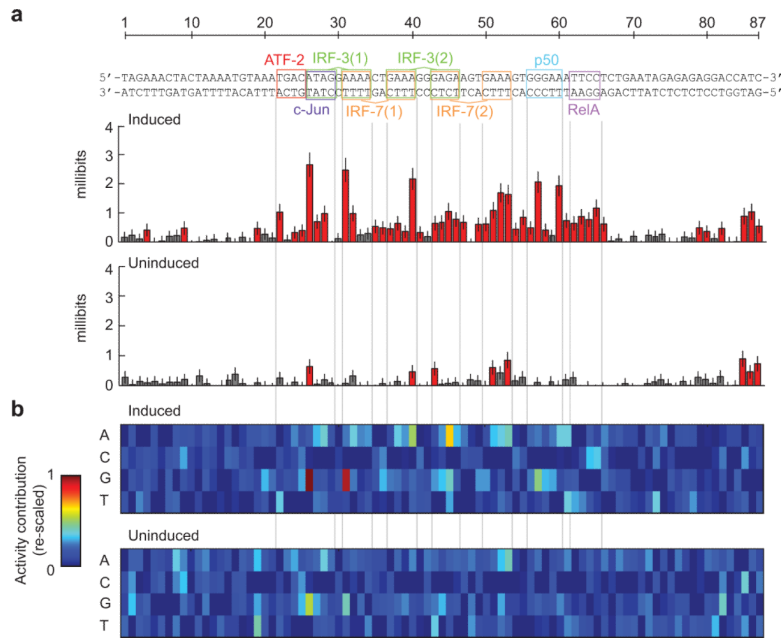 a
1 10 20 30 40 50 60 70 80 87
ATF-2 IRF-3(1) IRF-3(2) p50
5′-TAGAAACTACTAAAATGTAAATGACATAGGAAAACTGAAAGGGAGAAGTGAAAGTGGGAAATTCCTCTGAATAGAGAGAGGACCATC-3′
3′-ATCTTTGATGATTTTACATTTACTGTATCCTTTTGACTTTCCCTCTTCACTTTCACCCTTTAAGGAGACTTATCTCTCTCCTGGTAG-5′
c-Jun IRF-7(1) IRF-7(2) RelA
Induced
millibits
4
3
2
1
0
Uninduced
millibits
4
3
2
1
0
b
Induced
A
C
G
T
Activity contribution
(re-scaled)
1
0
Uninduced
A
C
G
T